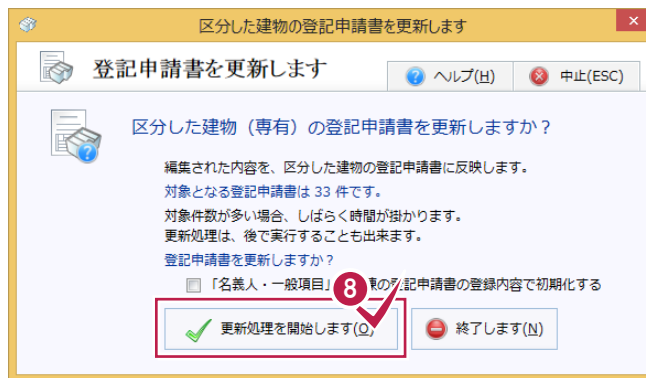 区分した建物の登記申請書を更新します
登記申請書を更新します
ヘルプ(H)
中止(ESC)
区分した建物（専有）の登記申請書を更新しますか？
編集された内容を、区分した建物の登記申請書に反映します。
対象となる登記申請書は 33 件です。
対象件数が多い場合、しばらく時間が掛かります。
更新処理は、後で実行することも出来ます。
登記申請書を更新しますか？
「名義人・一般項目」 の登記申請書の登録内容で初期化する
8
更新処理を開始します(O)
終了します(N)